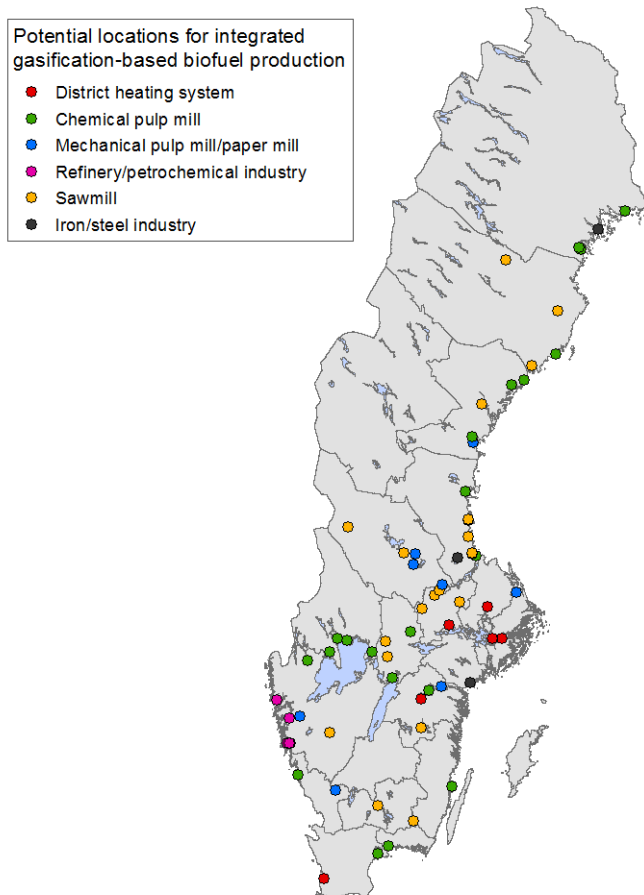 Potential locations for integrated
gasification-based biofuel production
District heating system
Chemical pulp mill
Mechanical pulp mill/paper mill
Refinery/petrochemical industry
Sawmill
Iron/steel industry